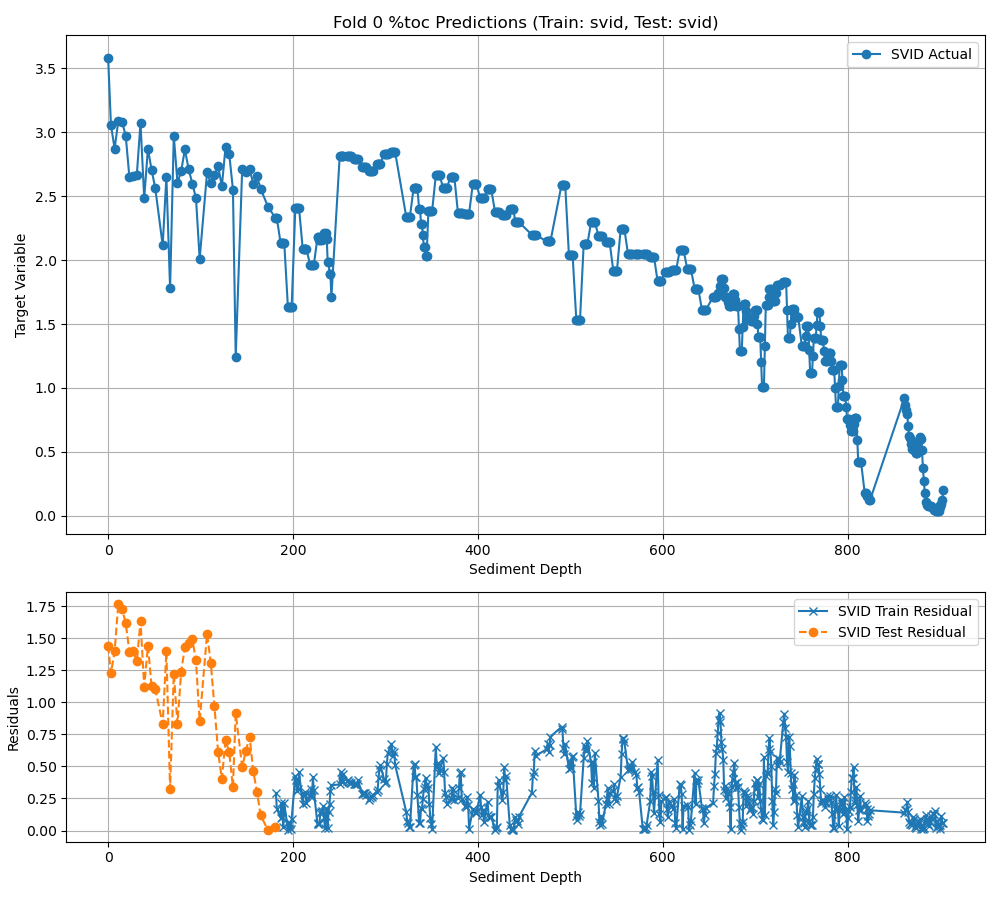 Fold 0 %toc Predictions (Train: svid, Test: svid)
SVID Actual
Target Variable
3.5
3.0
2.5
2.0
1.5
1.0
0.5
0.0
0 200 400 600 800
Sediment Depth
SVID Train Residual
SVID Test Residual
Residuals
1.75
1.50
1.25
1.00
0.75
0.50
0.25
0.00
0 200 400 600 800
Sediment Depth